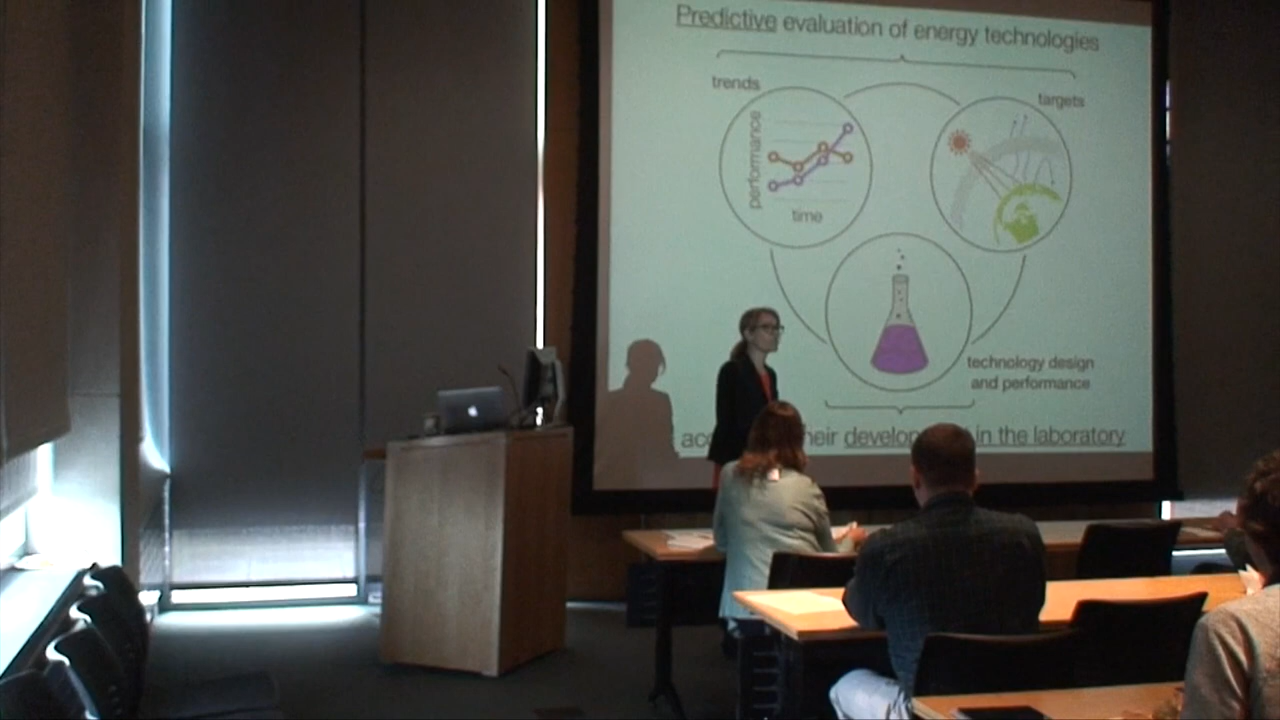 Predictive evaluation of energy technologies
trends
targets
performance
time
technology design
and performance
in the laboratory